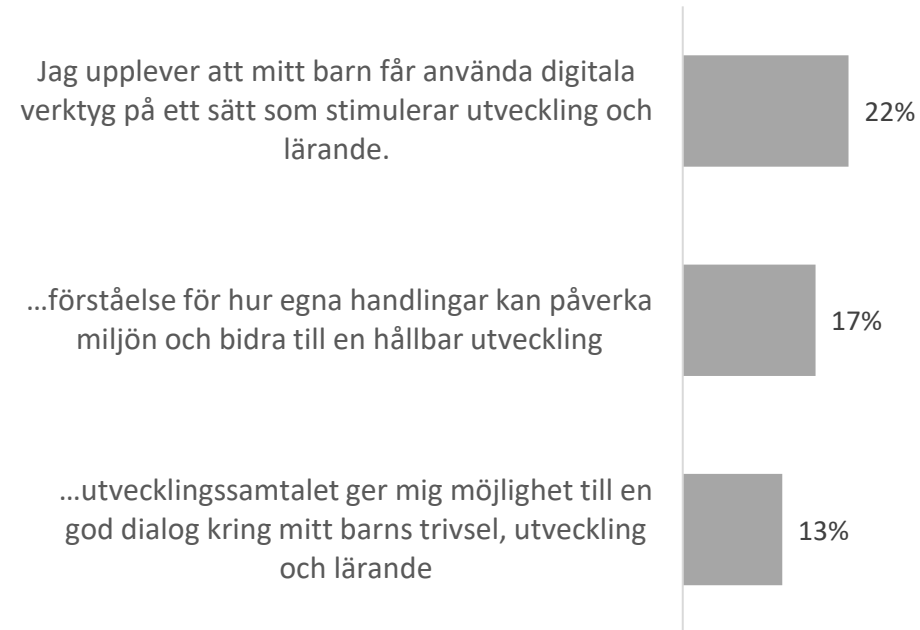 Jag upplever att mitt barn får använda digitala
verktyg på ett sätt som stimulerar utveckling och
lärande.
22%
...förståelse för hur egna handlingar kan påverka
miljön och bidra till en hållbar utveckling
17%
...utvecklingssamtalet ger mig möjlighet till en
god dialog kring mitt barns trivsel, utveckling
och lärande
13%